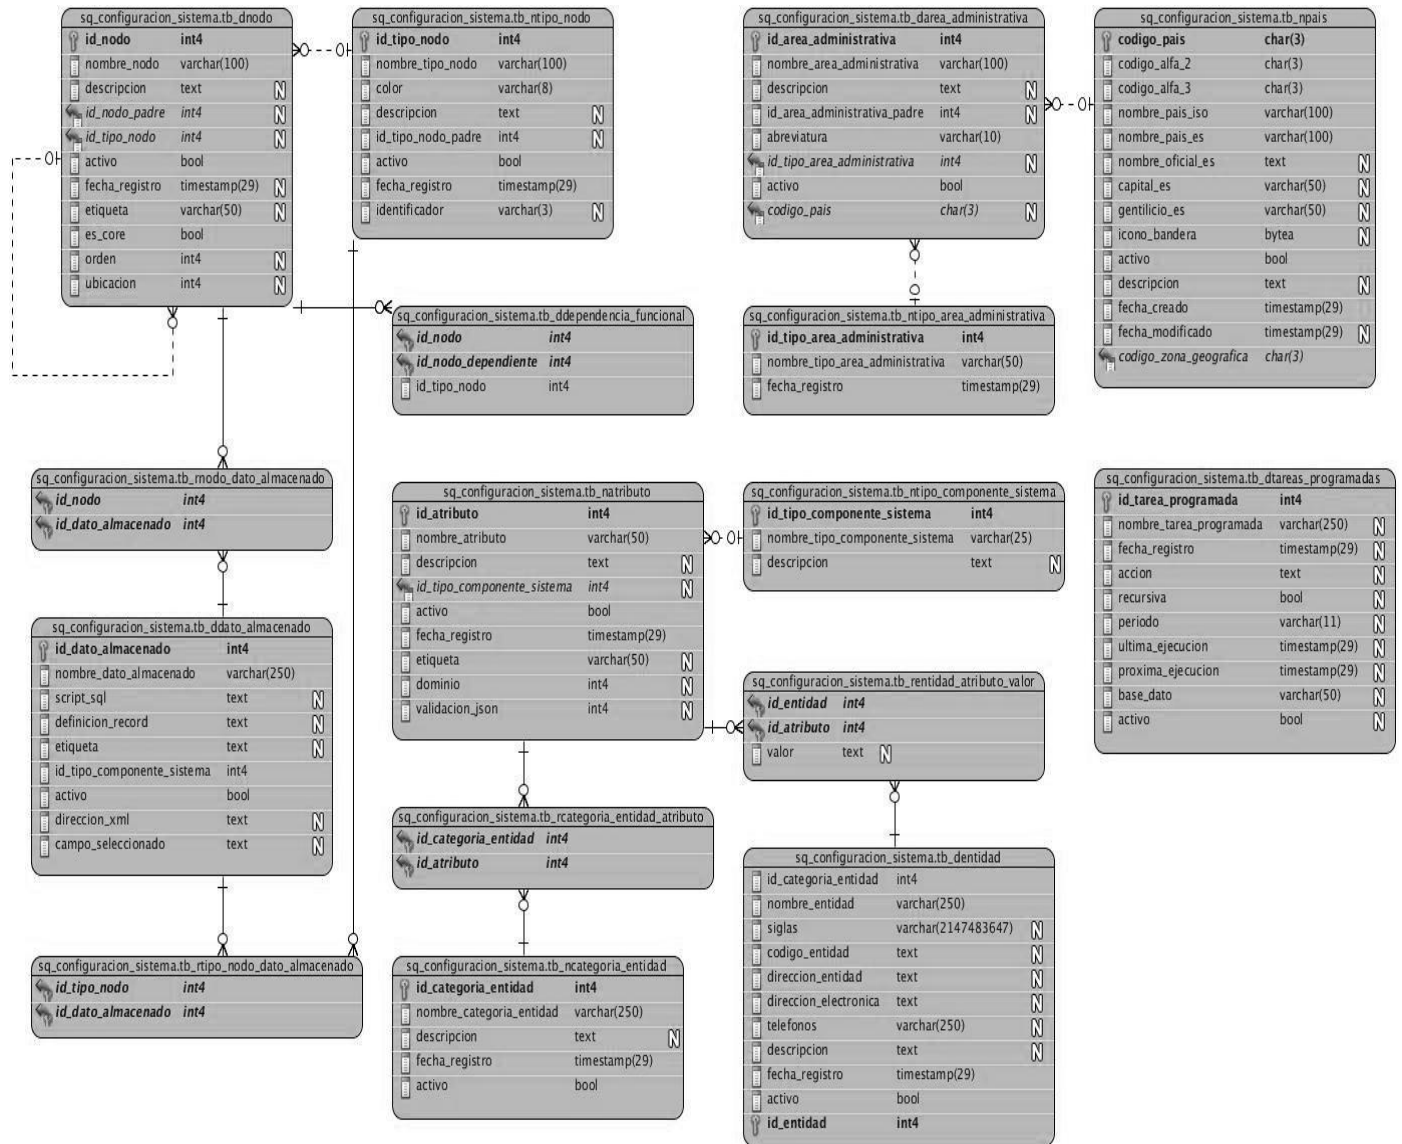 sq_configuracion_sistema.tb_dnodo
id_nodo int4
nombre_nodo varchar(100)
descripcion text N
id_nodo_padre int4 N
id_tipo_nodo int4 N
activo bool
fecha_registro timestamp(29) N
etiqueta varchar(50) N
es_core bool
orden int4 N
ubicacion int4 N
sq_configuracion_sistema.tb_ntipo_nodo
id_tipo_nodo int4
nombre_tipo_nodo varchar(100)
color varchar(8)
descripcion text N
id_tipo_nodo_padre int4 N
activo bool
fecha_registro timestamp(29)
identificador varchar(3) N
sq_configuracion_sistema.tb_darea_administrativa
id_area_administrativa int4
nombre_area_administrativa varchar(100)
descripcion text N
id_area_administrativa_padre int4 N
abreviatura varchar(10)
id_tipo_area_administrativa int4 N
activo bool
codigo_pais char(3) N
sq_configuracion_sistema.tb_npais
codigo_pais char(3)
codigo_alfa_2 char(3)
codigo_alfa_3 char(3)
nombre_pais_iso varchar(100)
nombre_pais_es varchar(100)
nombre_oficial_es text N
capital_es varchar(50) N
gentilicio_es varchar(50) N
icono_bandera bytea N
activo bool
descripcion text N
fecha_creado timestamp(29)
fecha_modificado timestamp(29) N
codigo_zona_geografica char(3)
sq_configuracion_sistema.tb_ddependencia_funcional
id_nodo int4
id_nodo_dependiente int4
id_tipo_nodo int4
sq_configuracion_sistema.tb_ntipo_area_administrativa
id_tipo_area_administrativa int4
nombre_tipo_area_administrativa varchar(50)
fecha_registro timestamp(29)
sq_configuracion_sistema.tb_rnodo_dato_almacenado
id_nodo int4
id_dato_almacenado int4
sq_configuracion_sistema.tb_natributo
id_atributo int4
nombre_atributo varchar(50)
descripcion text N
id_tipo_componente_sistema int4 N
activo bool
fecha_registro timestamp(29)
etiqueta varchar(50) N
dominio int4 N
validacion_json int4 N
sq_configuracion_sistema.tb_ntipo_componente_sistema
id_tipo_componente_sistema int4
nombre_tipo_componente_sistema varchar(25)
descripcion text N
sq_configuracion_sistema.tb_dtareas_programadas
id_tarea_programada int4
nombre_tarea_programada varchar(250) N
fecha_registro timestamp(29) N
accion text N
recursiva bool N
periodo varchar(11) N
ultima_ejecucion timestamp(29) N
proxima_ejecucion timestamp(29) N
base_dato varchar(50) N
activo bool N
sq_configuracion_sistema.tb_ddato_almacenado
id_dato_almacenado int4
nombre_dato_almacenado varchar(250)
script_sql text N
definicion_record text N
etiqueta text N
id_tipo_componente_sistema int4
activo bool
direccion_xml text N
campo_seleccionado text N
sq_configuracion_sistema.tb_rentidad_atributo_valor
id_entidad int4
id_atributo int4
valor text N
sq_configuracion_sistema.tb_rcategoria_entidad_atributo
id_categoria_entidad int4
id_atributo int4
sq_configuracion_sistema.tb_dentidad
id_categoria_entidad int4
nombre_entidad varchar(250)
siglas varchar(2147483647) N
codigo_entidad text N
direccion_entidad text N
direccion_electronica text N
telefonos varchar(250) N
descripcion text N
fecha_registro timestamp(29)
activo bool
id_entidad int4
sq_configuracion_sistema.tb_rtipo_nodo_dato_almacenado
id_tipo_nodo int4
id_dato_almacenado int4
sq_configuracion_sistema.tb_ncategoria_entidad
id_categoria_entidad int4
nombre_categoria_entidad varchar(250)
descripcion text N
fecha_registro timestamp(29)
activo bool